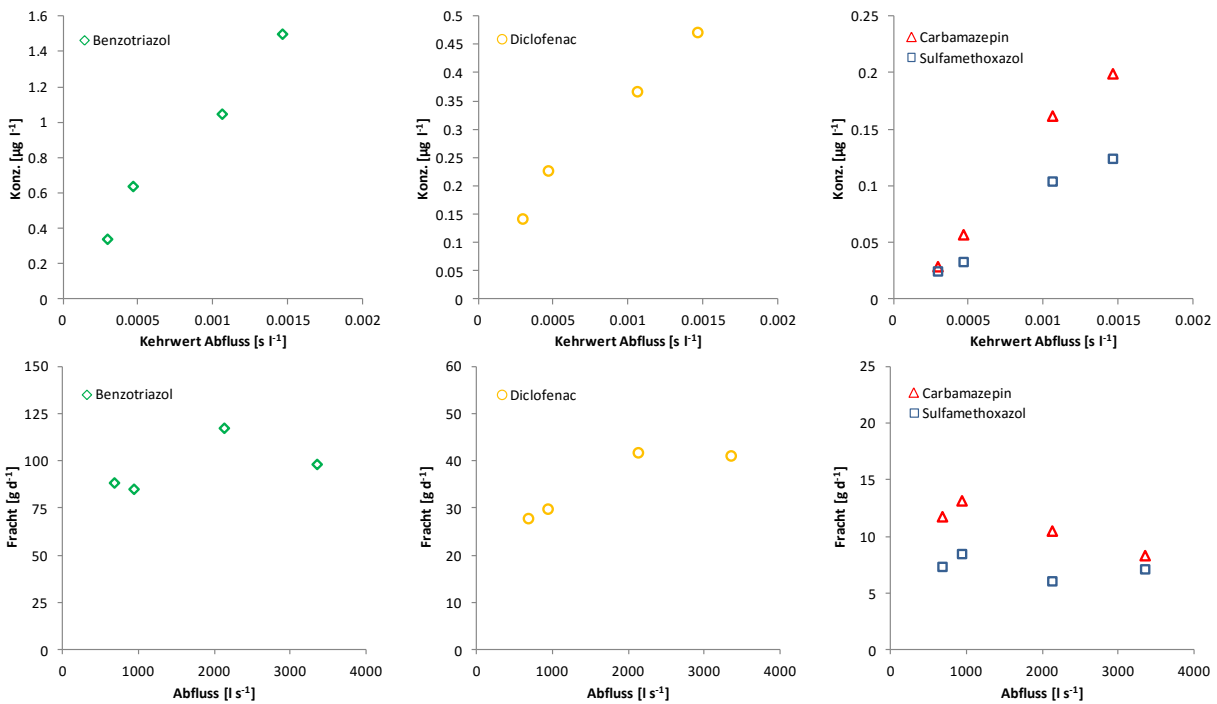 Benzotriazol
1.6
1.4
1.2
1
0.8
0.6
0.4
0.2
0
Konz. [µg l-1]
0 0.0005 0.001 0.0015 0.002
Kehrwert Abfluss [s l-1]
Diclofenac
0.5
0.45
0.4
0.35
0.3
0.25
0.2
0.15
0.1
0.05
0
Konz. [µg l-1]
0 0.0005 0.001 0.0015 0.002
Kehrwert Abfluss [s l-1]
Carbamazepin
Sulfamethoxazol
0.25
0.2
0.15
0.1
0.05
0
Konz. [µg l-1]
0 0.0005 0.001 0.0015 0.002
Kehrwert Abfluss [s l-1]
Benzotriazol
150
125
100
75
50
25
0
Fracht [g d-1]
0 1000 2000 3000 4000
Abfluss [l s-1]
Diclofenac
60
50
40
30
20
10
0
Fracht [g d-1]
0 1000 2000 3000 4000
Abfluss [l s-1]
Carbamazepin
Sulfamethoxazol
25
20
15
10
5
0
Fracht [g d-1]
0 1000 2000 3000 4000
Abfluss [l s-1]